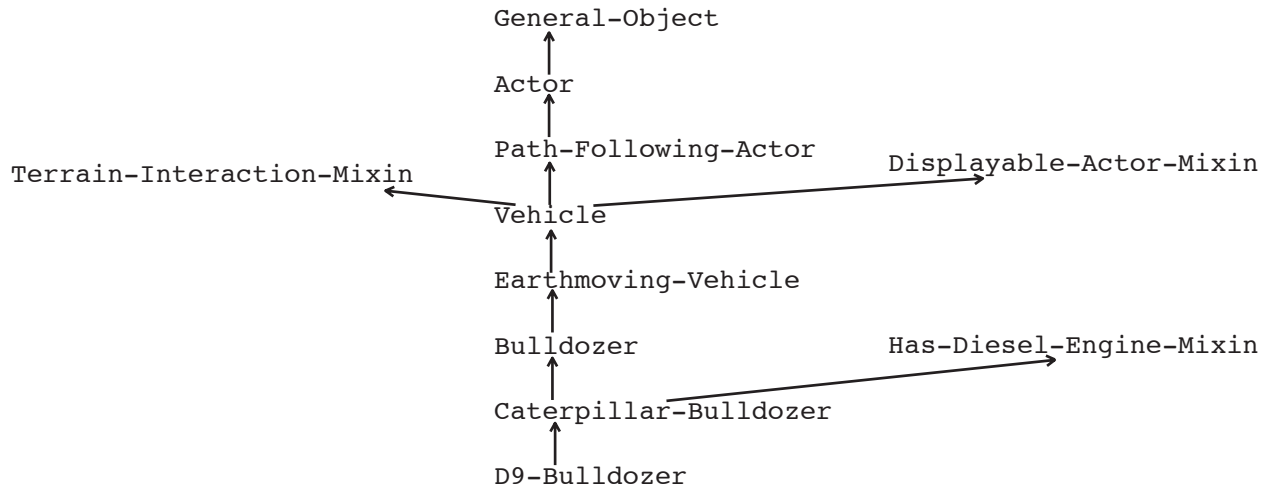 General-Object
Actor
Path-Following-Actor
Displayable-Actor-Mixin
Terrain-Interaction-Mixin
Vehicle
Earthmoving-Vehicle
Bulldozer
Has-Diesel-Engine-Mixin
Caterpillar-Bulldozer
D9-Bulldozer